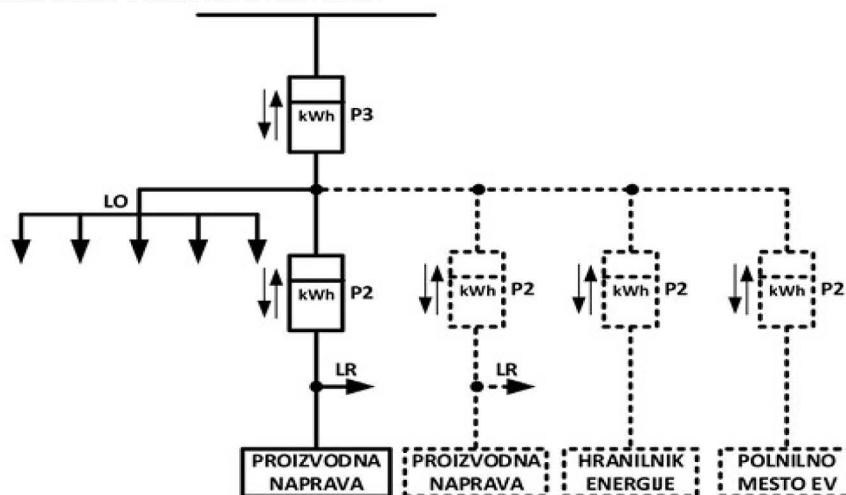 kWh P3
LO
kWh P2
kWh P2
kWh P2
kWh P2
LR
LR
PROIZVODNA
NAPRAVA
PROIZVODNA
NAPRAVA
HRANILNIK
ENERGIJE
POLNILNO
MESTO EV